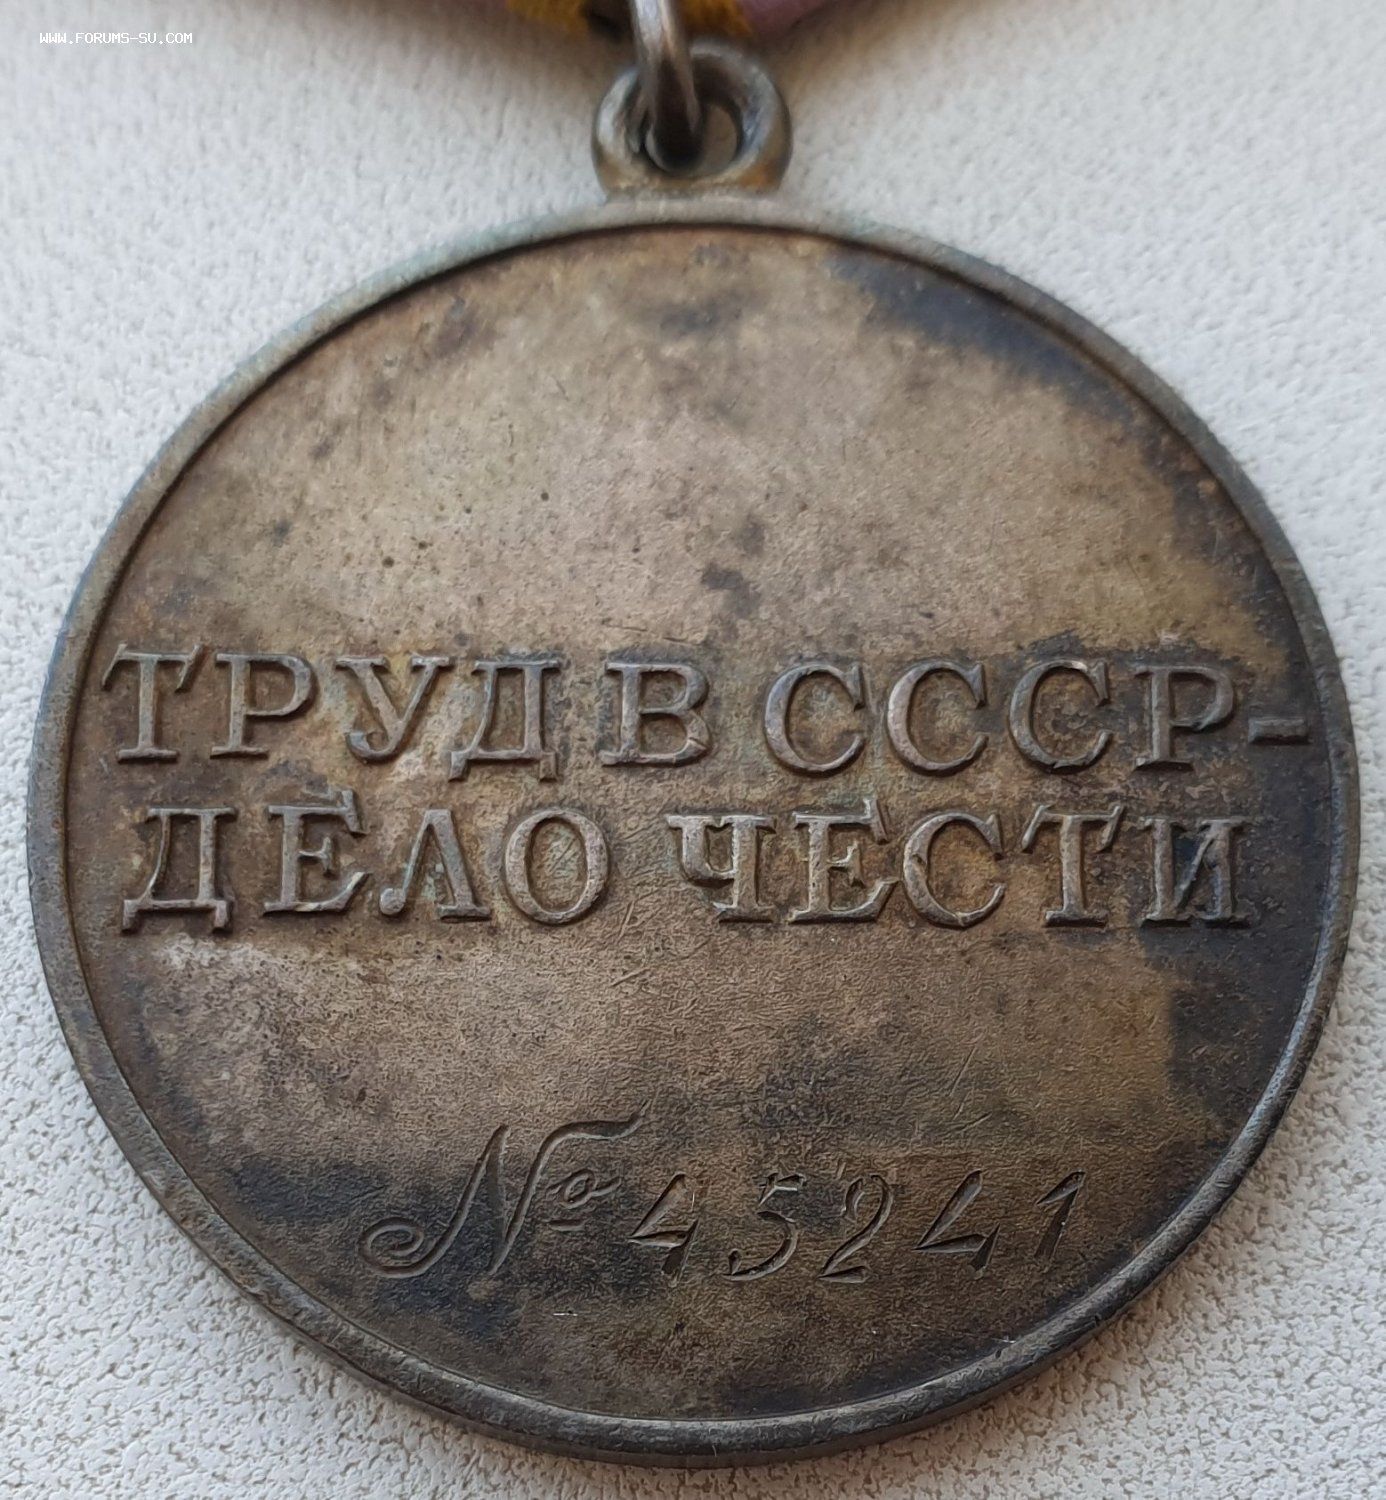 WWW.FORUMS-SU.COM
ТРУД В СССР-
ДЕЛО ЧЕСТИ
№ 45241